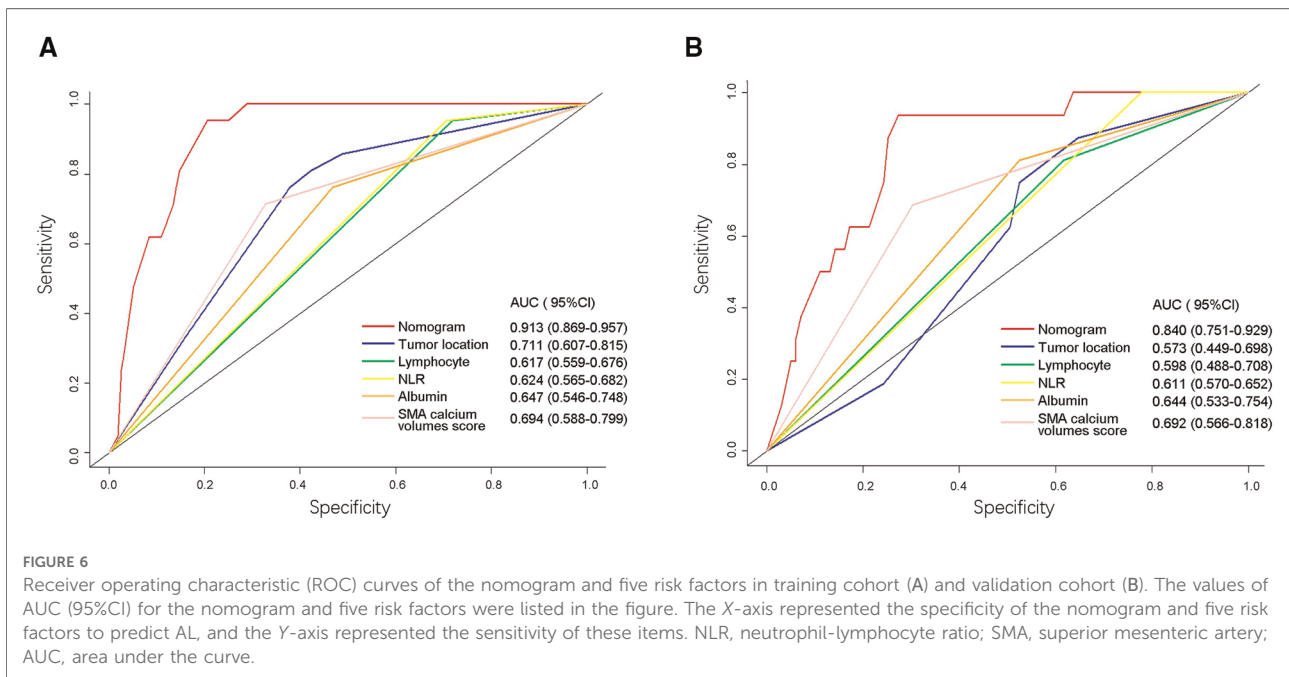 A
Sensitivity
1.0
0.8
0.6
0.4
0.2
0.0
0.0 0.2 0.4 0.6 0.8 1.0
Specificity
AUC ( 95%CI)
Nomogram 0.913 (0.869-0.957)
Tumor location 0.711 (0.607-0.815)
Lymphocyte 0.617 (0.559-0.676)
NLR 0.624 (0.565-0.682)
Albumin 0.647 (0.546-0.748)
SMA calcium
volumes score 0.694 (0.588-0.799)
B
Sensitivity
1.0
0.8
0.6
0.4
0.2
0.0
0.0 0.2 0.4 0.6 0.8 1.0
Specificity
AUC ( 95%CI)
Nomogram 0.840 (0.751-0.929)
Tumor location 0.573 (0.449-0.698)
Lymphocyte 0.598 (0.488-0.708)
NLR 0.611 (0.570-0.652)
Albumin 0.644 (0.533-0.754)
SMA calcium
volumes score 0.692 (0.566-0.818)
FIGURE 6
Receiver operating characteristic (ROC) curves of the nomogram and five risk factors in training cohort (A) and validation cohort (B). The values of
AUC (95%CI) for the nomogram and five risk factors were listed in the figure. The X-axis represented the specificity of the nomogram and five risk
factors to predict AL, and the Y-axis represented the sensitivity of these items. NLR, neutrophil-lymphocyte ratio; SMA, superior mesenteric artery;
AUC, area under the curve.